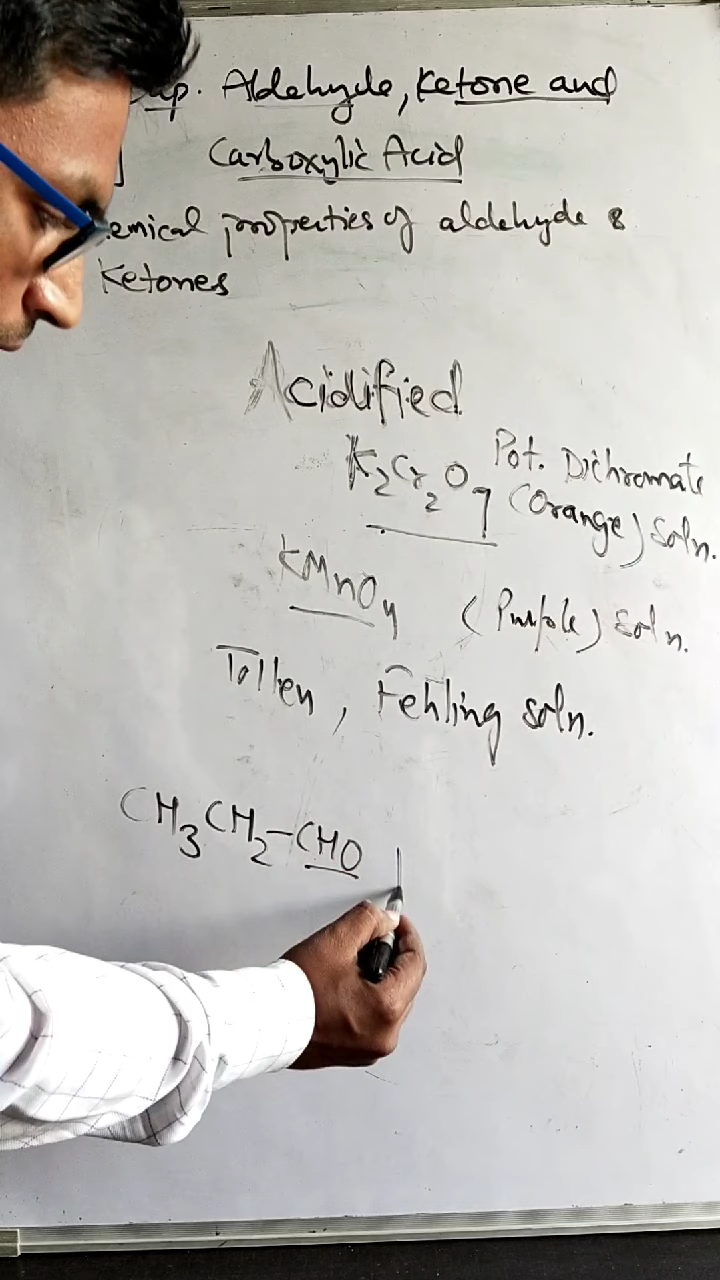 ap. Aldehyde, Ketone and
Carboxylic Acid
emical properties of aldehyde &
Ketones
Acidified
K2Cr2O7 Pot. Dichromate
(Orange) Soln.
KMnO4 (Purple) soln.
Tollen, Fehling soln.
CH3CH2-CHO